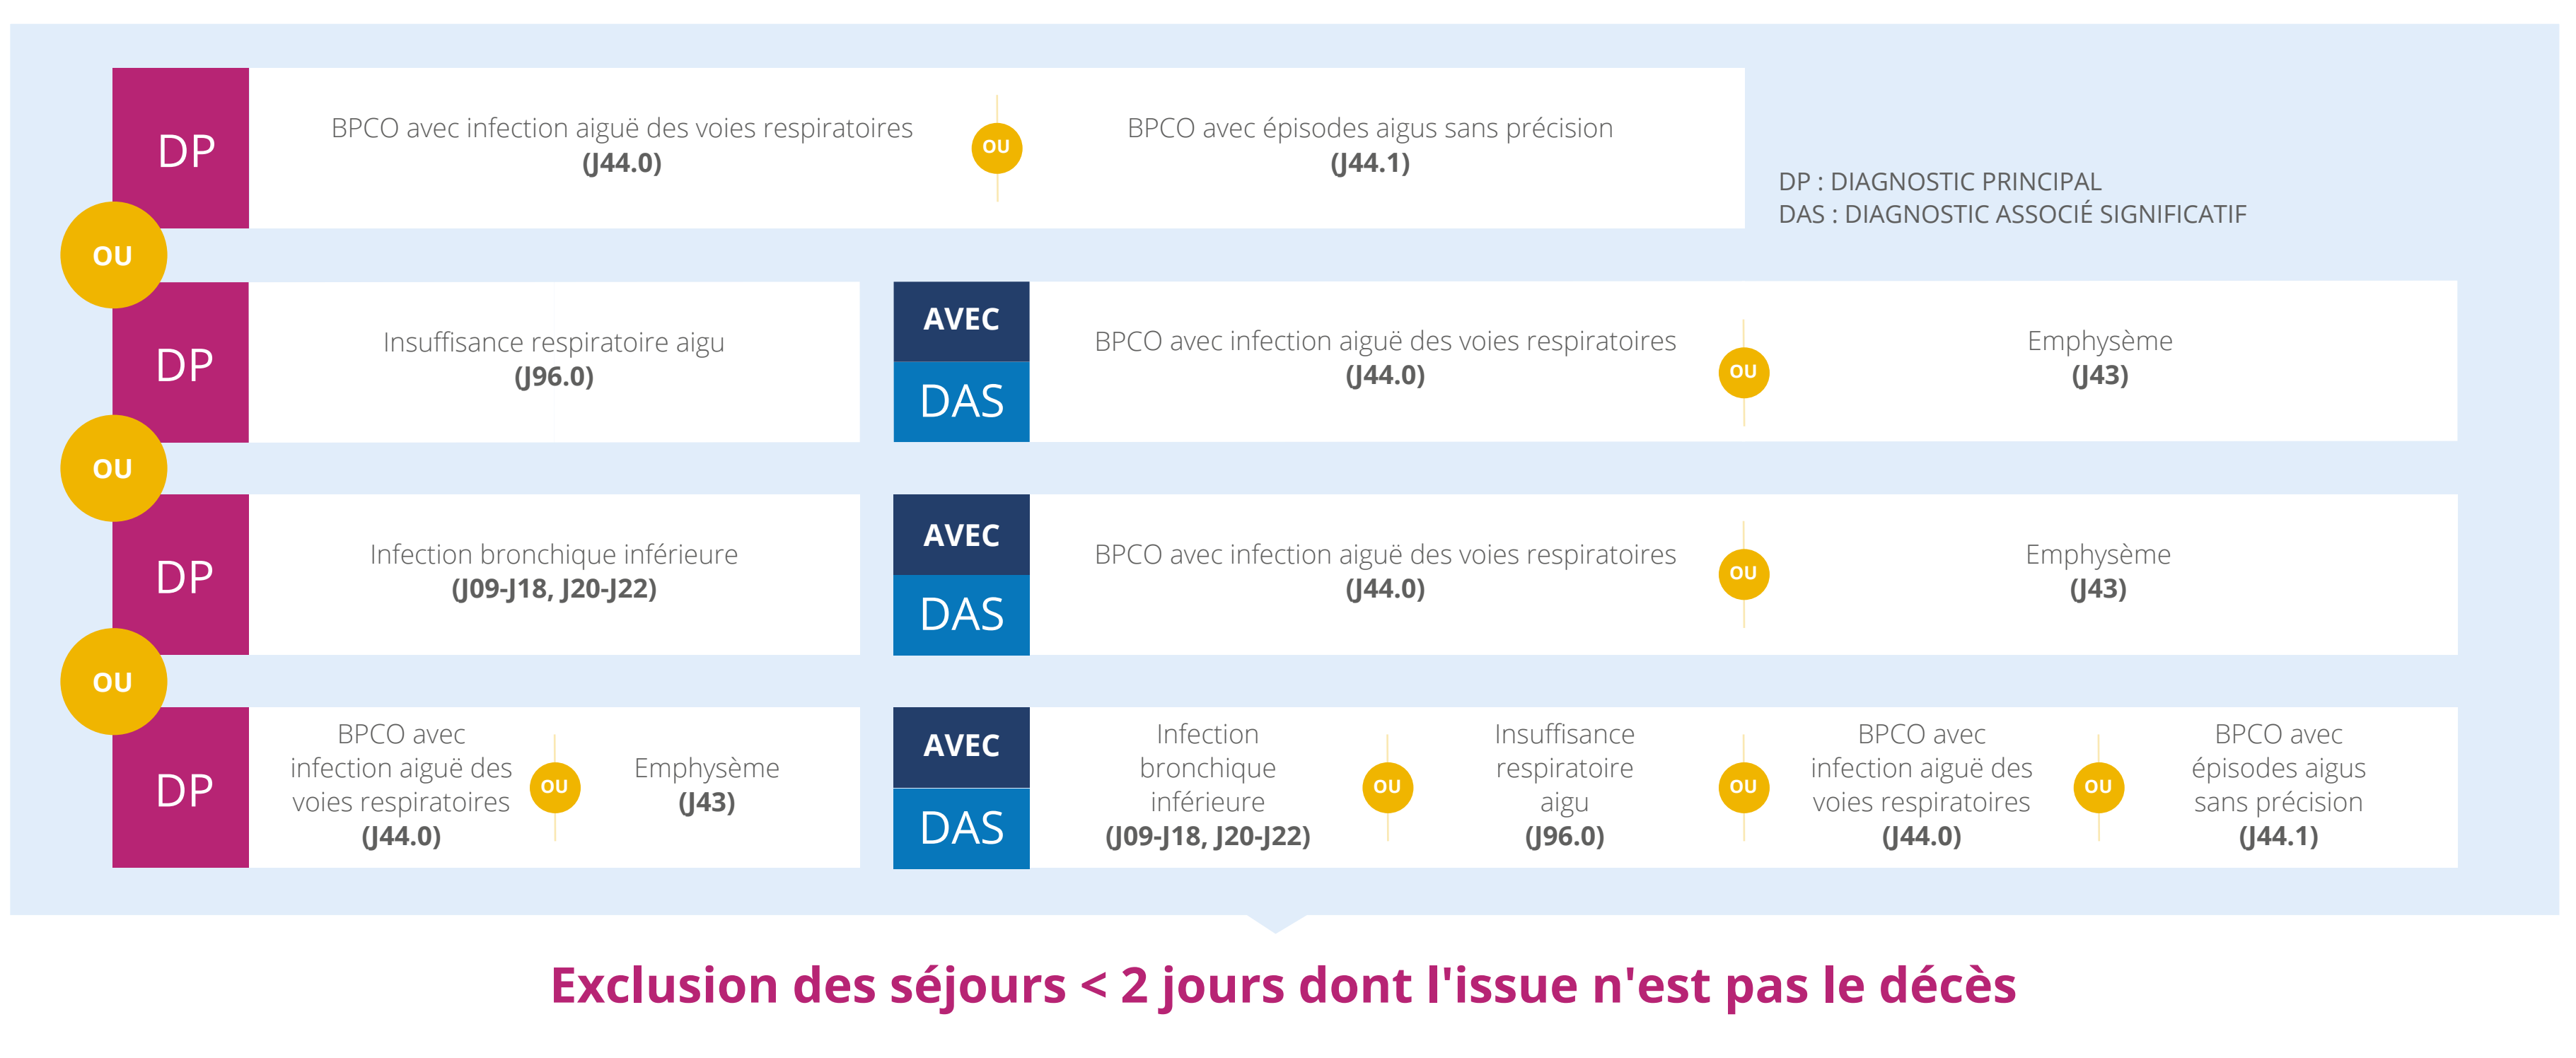 DP
BPCO avec infection aiguë des voies respiratoires
(J44.0)
OU
BPCO avec épisodes aigus sans précision
(J44.1)
DP : DIAGNOSTIC PRINCIPAL
DAS : DIAGNOSTIC ASSOCIÉ SIGNIFICATIF
OU
DP
Insuffisance respiratoire aigu
(J96.0)
AVEC
DAS
BPCO avec infection aiguë des voies respiratoires
(J44.0)
OU
Emphysème
(J43)
OU
DP
Infection bronchique inférieure
(J09-J18, J20-J22)
AVEC
DAS
BPCO avec infection aiguë des voies respiratoires
(J44.0)
OU
Emphysème
(J43)
OU
DP
BPCO avec
infection aiguë des
voies respiratoires
(J44.0)
OU
Emphysème
(J43)
AVEC
DAS
Infection
bronchique
inférieure
(J09-J18, J20-J22)
OU
Insuffisance
respiratoire
aigu
(J96.0)
OU
BPCO avec
infection aiguë des
voies respiratoires
(J44.0)
OU
BPCO avec
épisodes aigus
sans précision
(J44.1)
Exclusion des séjours < 2 jours dont l'issue n'est pas le décès